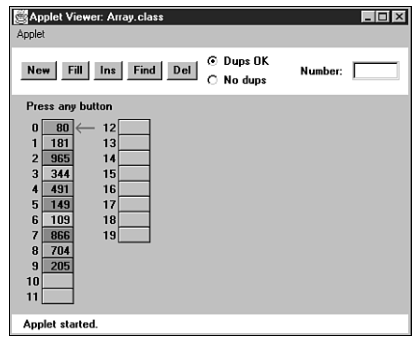 Applet Viewer: Array.class
Applet
New Fill Ins Find Del Dups OK No dups Number:
Press any button
0 80 12
1 181 13
2 965 14
3 344 15
4 491 16
5 149 17
6 109 18
7 866 19
8 704
9 205
10
11
Applet started.